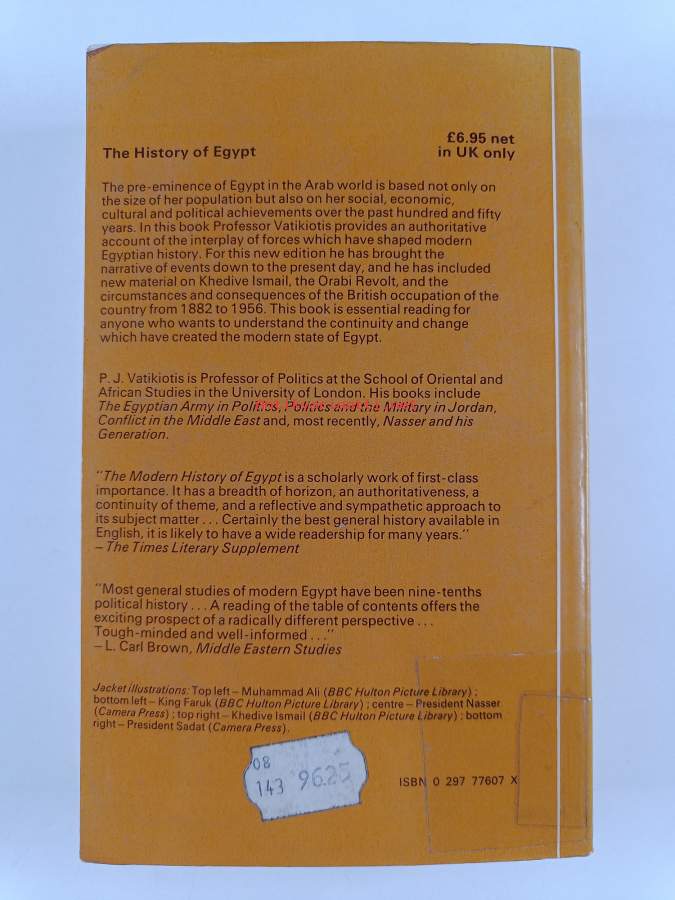 £6.95 net
The History of Egypt in UK only
The pre-eminence of Egypt in the Arab world is based not only on
the size of her population but also on her social, economic,
cultural and political achievements over the past hundred and fifty
years. In this book Professor Vatikiotis provides an authoritative
account of the interplay of forces which have shaped modern
Egyptian history. For this new edition he has brought the
narrative of events down to the present day, and he has included
new material on Khedive Ismail, the Orabi Revolt, and the
circumstances and consequences of the British occupation of the
country from 1882 to 1956. This book is essential reading for
anyone who wants to understand the continuity and change
which have created the modern state of Egypt.
P. J. Vatikiotis is Professor of Politics at the School of Oriental and
African Studies in the University of London. His books include
The Egyptian Army in Politics, Politics and the Military in Jordan,
Conflict in the Middle East and, most recently, Nasser and his
Generation.
"The Modern History of Egypt is a scholarly work of first-class
importance. It has a breadth of horizon, an authoritativeness, a
continuity of theme, and a reflective and sympathetic approach to
its subject matter ... Certainly the best general history available in
English, it is likely to have a wide readership for many years."
– The Times Literary Supplement
"Most general studies of modern Egypt have been nine-tenths
political history ... A reading of the table of contents offers the
exciting prospect of a radically different perspective ...
Tough-minded and well-informed ..."
– L. Carl Brown, Middle Eastern Studies
Jacket illustrations: Top left – Muhammad Ali (BBC Hulton Picture Library);
bottom left – King Faruk (BBC Hulton Picture Library); centre – President Nasser
(Camera Press); top right – Khedive Ismail (BBC Hulton Picture Library); bottom
right – President Sadat (Camera Press).
08
143 96.25
ISBN 0 297 77607 X